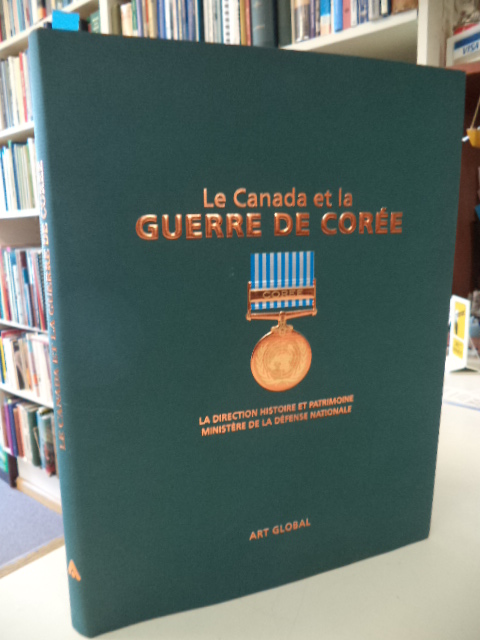 Le Canada et la
GUERRE DE CORÉE
CORÉE
LA DIRECTION HISTOIRE ET PATRIMOINE
MINISTÈRE DE LA DÉFENSE NATIONALE
ART GLOBAL
LE CANADA ET LA GUERRE DE CORÉE
VISA